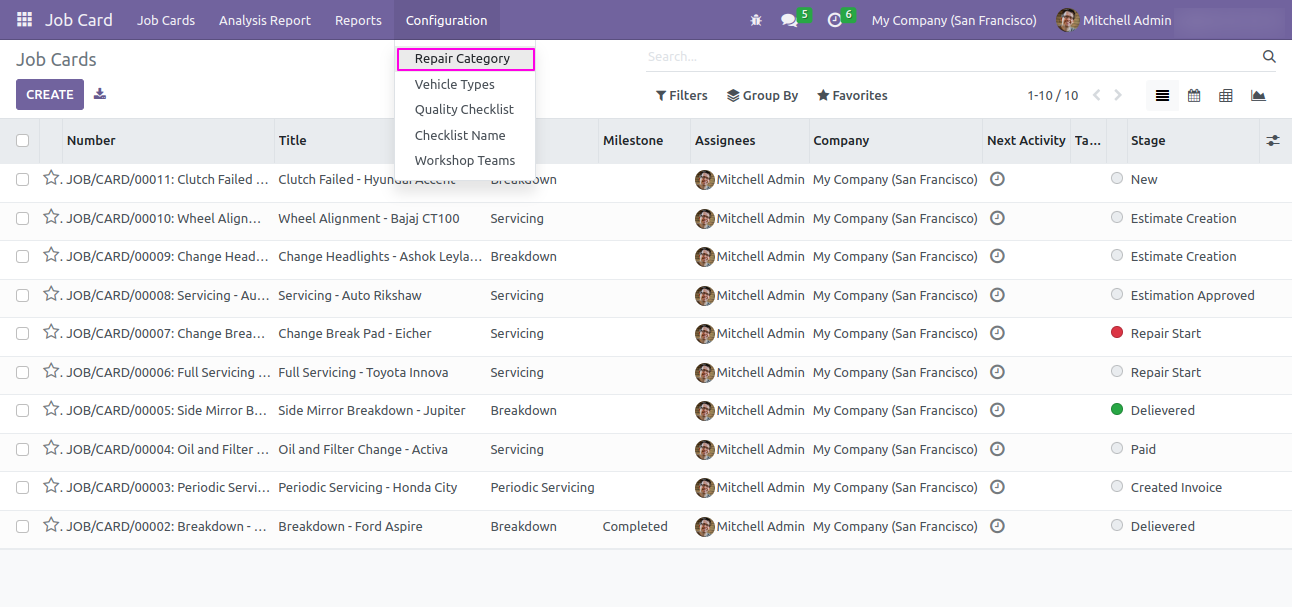 Job Card Job Cards Analysis Report Reports Configuration 5 6 My Company (San Francisco) Mitchell Admin
Job Cards
Search...
CREATE
Filters Group By Favorites 1-10 / 10
Repair Category
Vehicle Types
Quality Checklist
Checklist Name
Workshop Teams
Number Title Milestone Assignees Company Next Activity Ta... Stage
JOB/CARD/00011: Clutch Failed ... Clutch Failed - Hyundai Accent Breakdown Mitchell Admin My Company (San Francisco) New
JOB/CARD/00010: Wheel Align... Wheel Alignment - Bajaj CT100 Servicing Mitchell Admin My Company (San Francisco) Estimate Creation
JOB/CARD/00009: Change Head... Change Headlights - Ashok Leyla... Breakdown Mitchell Admin My Company (San Francisco) Estimate Creation
JOB/CARD/00008: Servicing - Au... Servicing - Auto Rikshaw Servicing Mitchell Admin My Company (San Francisco) Estimation Approved
JOB/CARD/00007: Change Brea... Change Break Pad - Eicher Servicing Mitchell Admin My Company (San Francisco) Repair Start
JOB/CARD/00006: Full Servicing ... Full Servicing - Toyota Innova Servicing Mitchell Admin My Company (San Francisco) Repair Start
JOB/CARD/00005: Side Mirror B... Side Mirror Breakdown - Jupiter Breakdown Mitchell Admin My Company (San Francisco) Delievered
JOB/CARD/00004: Oil and Filter ... Oil and Filter Change - Activa Servicing Mitchell Admin My Company (San Francisco) Paid
JOB/CARD/00003: Periodic Servi... Periodic Servicing - Honda City Periodic Servicing Mitchell Admin My Company (San Francisco) Created Invoice
JOB/CARD/00002: Breakdown - ... Breakdown - Ford Aspire Breakdown Completed Mitchell Admin My Company (San Francisco) Delievered